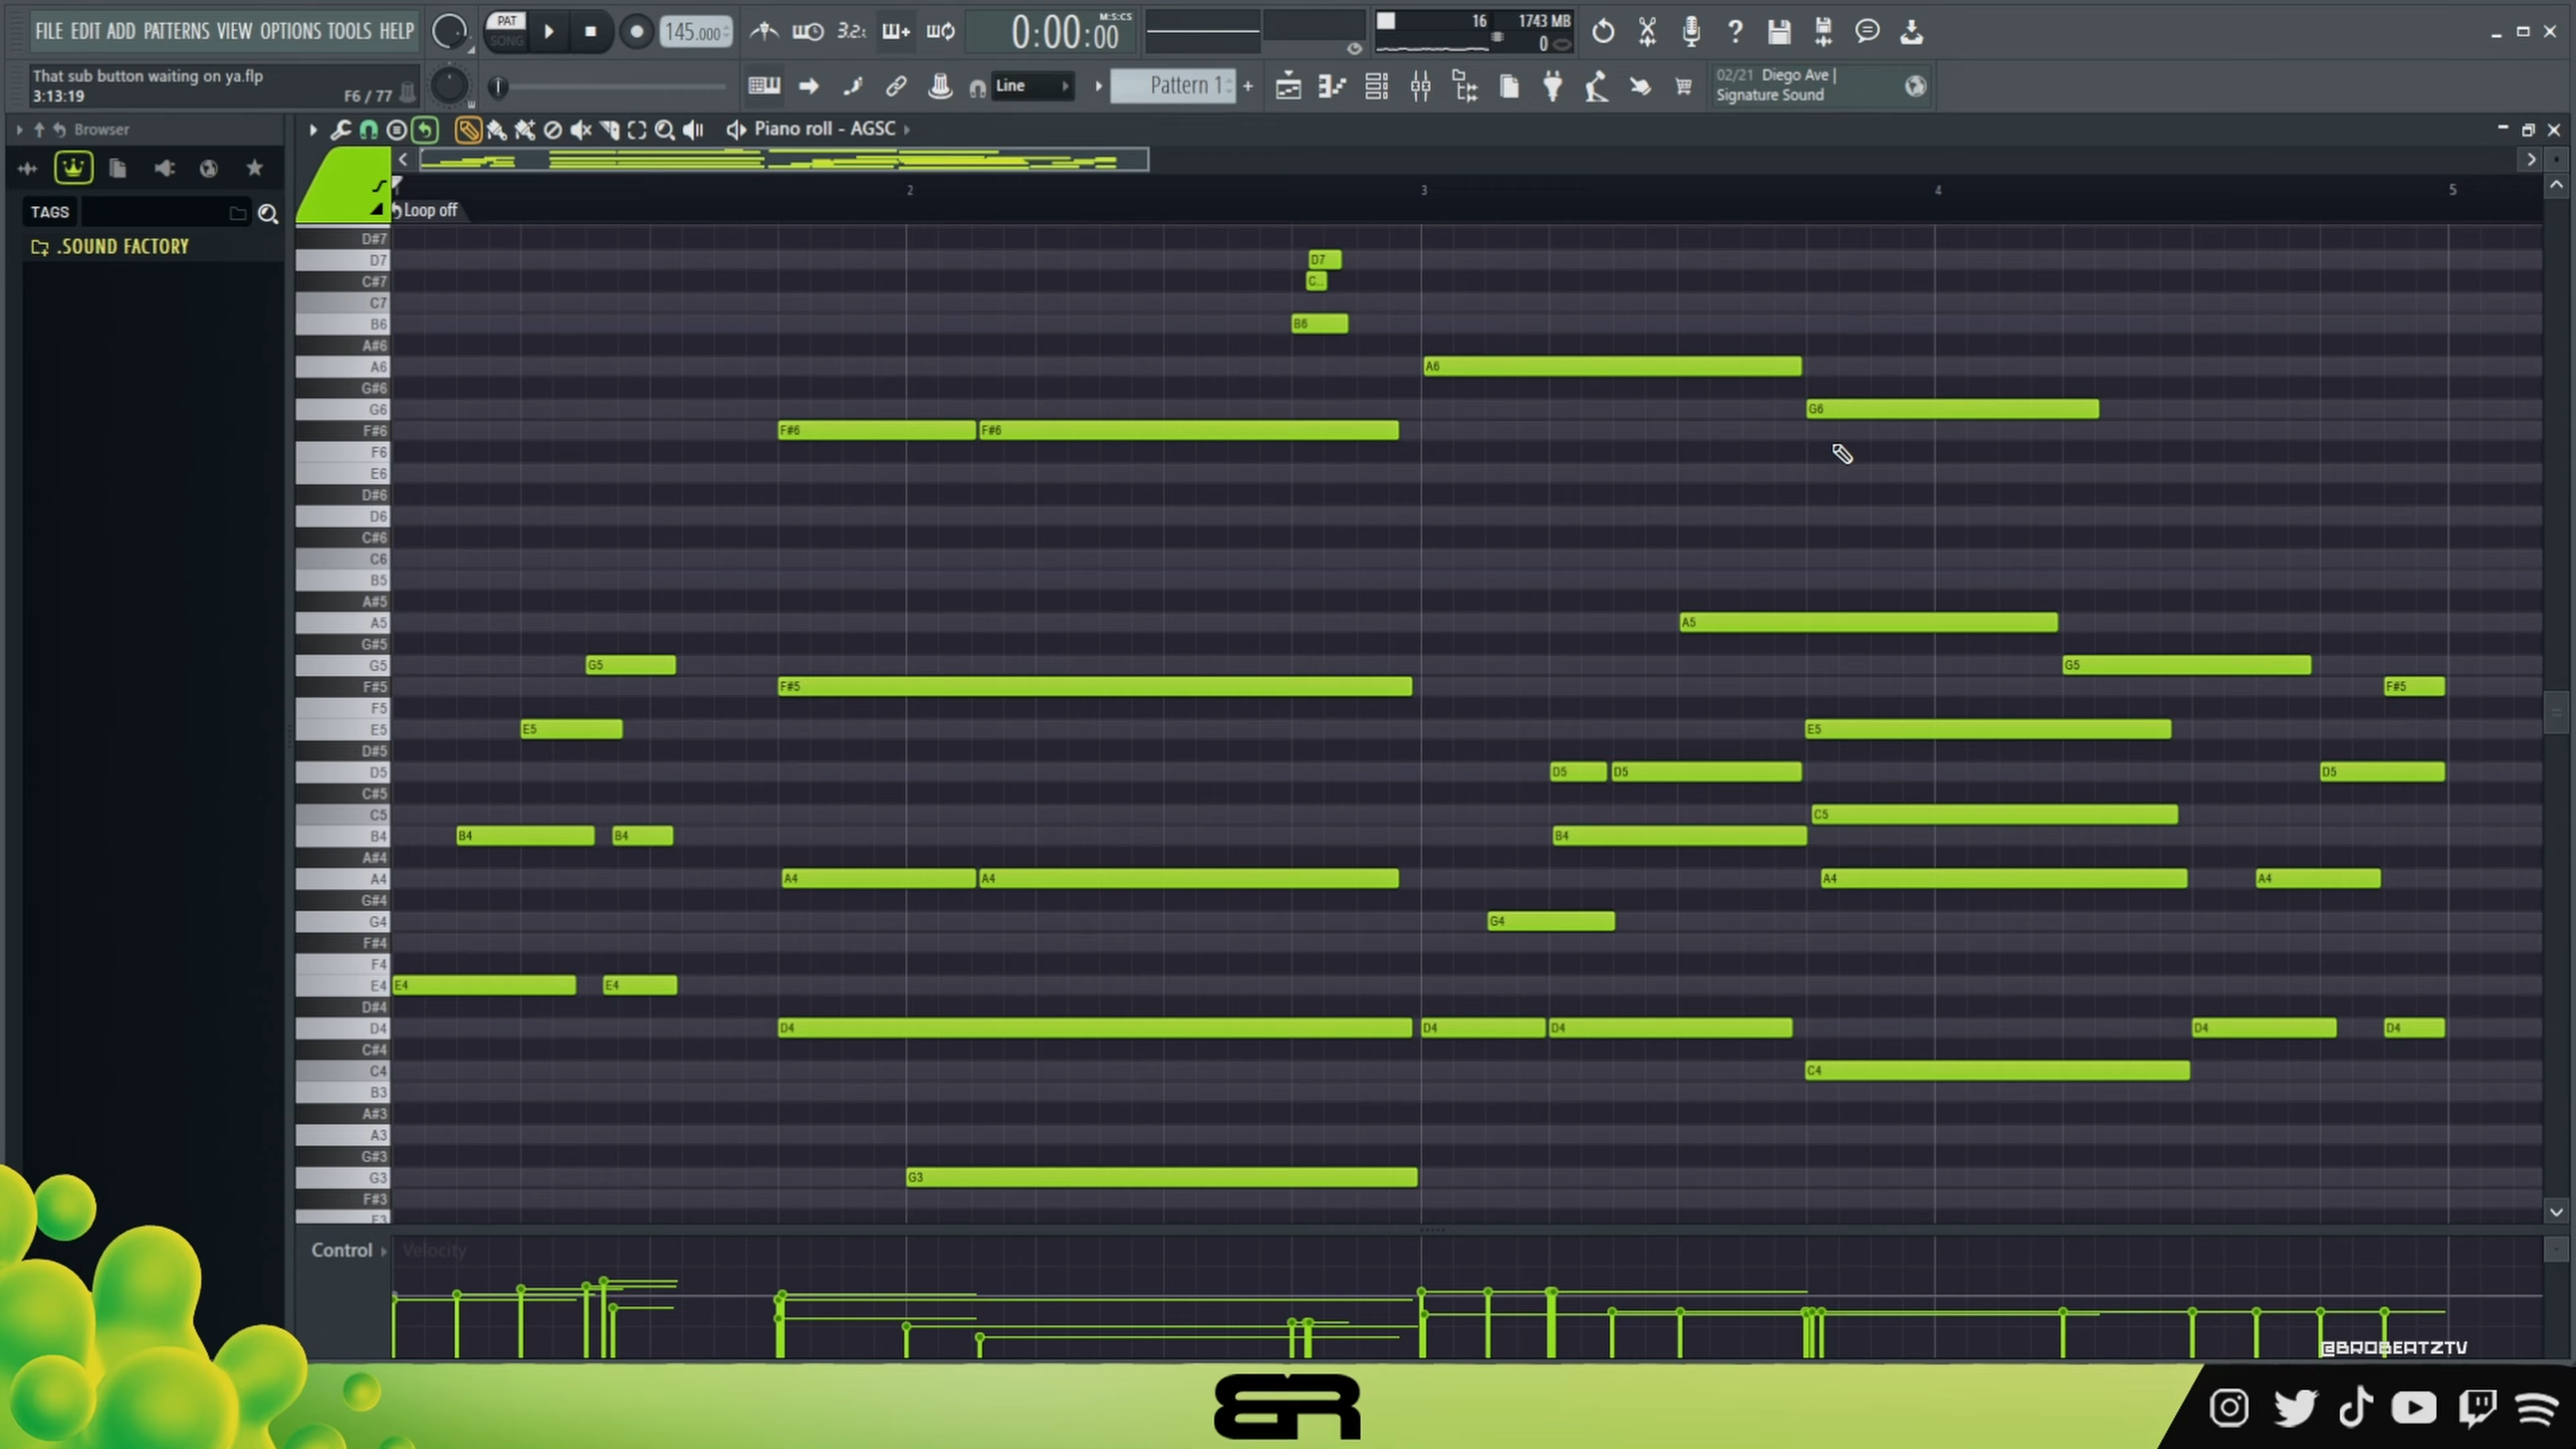 FILE EDIT ADD PATTERNS VIEW OPTIONS TOOLS HELP
PAT
SONG
145.000
3.2.
0:00:00
M:S:CS
16
1743 MB
0
That sub button waiting on ya.flp
3:13:19
F6 / 77
Line
Pattern 1
+
02/21 Diego Ave |
Signature Sound
Browser
Piano roll - AGSC
TAGS
.SOUND FACTORY
2
3
4
5
Loop off
D#7
D7
D7
C#7
C..
C7
B6
B6
A#6
A6
A6
G#6
G6
G6
F#6
F#6
F#6
F6
E6
D#6
D6
C#6
C6
B5
A#5
A5
A5
G#5
G5
G5
G5
F#5
F#5
F#5
F5
E5
E5
E5
D#5
D5
D5
D5
D5
C#5
C5
C5
B4
B4
B4
B4
A#4
A4
A4
A4
A4
A4
G#4
G4
G4
F#4
F4
E4
E4
E4
D#4
D4
D4
D4
D4
D4
D4
C#4
C4
C4
B3
A#3
A3
G#3
G3
G3
F#3
F3
Control
Velocity
@BROBEATZTV
BR